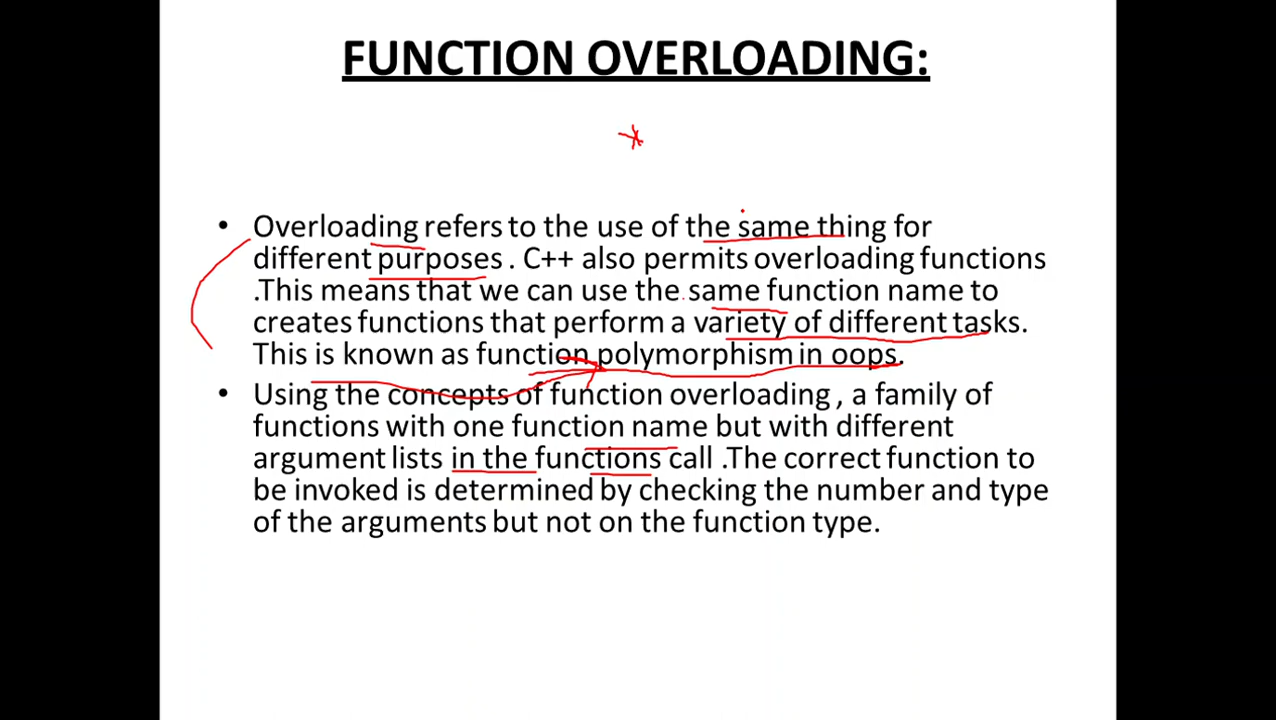 FUNCTION OVERLOADING:
• Overloading refers to the use of the same thing for
different purposes . C++ also permits overloading functions
.This means that we can use the same function name to
creates functions that perform a variety of different tasks.
This is known as function polymorphism in oops.
• Using the concepts of function overloading , a family of
functions with one function name but with different
argument lists in the functions call .The correct function to
be invoked is determined by checking the number and type
of the arguments but not on the function type.